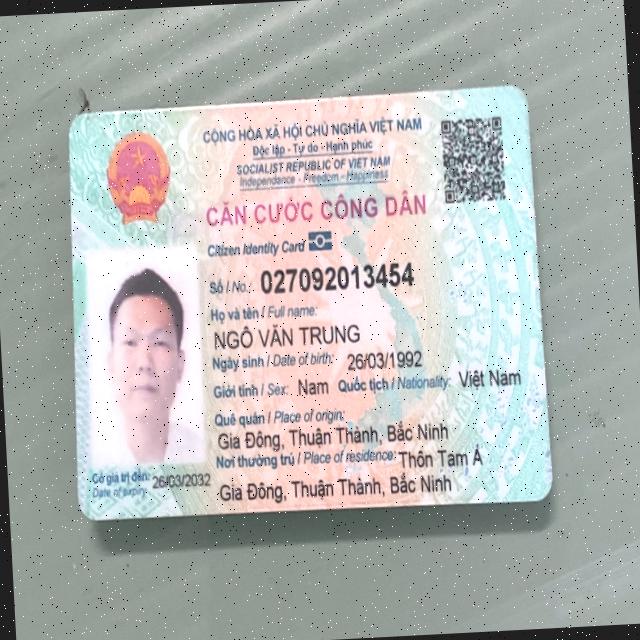 CỘNG HÒA XÃ HỘI CHỦ NGHĨA VIỆT NAM
Độc lập - Tự do - Hạnh phúc
SOCIALIST REPUBLIC OF VIET NAM
Independence - Freedom - Happiness
CĂN CƯỚC CÔNG DÂN
Citizen Identity Card
Số / No.: 027092013454
Họ và tên / Full name:
NGÔ VĂN TRUNG
Ngày sinh / Date of birth: 26/03/1992
Giới tính / Sex: Nam Quốc tịch / Nationality: Việt Nam
Quê quán / Place of origin:
Gia Đông, Thuận Thành, Bắc Ninh
Nơi thường trú / Place of residence: Thôn Tam Á
Gia Đông, Thuận Thành, Bắc Ninh
Có giá trị đến: 26/03/2032
Date of expiry: